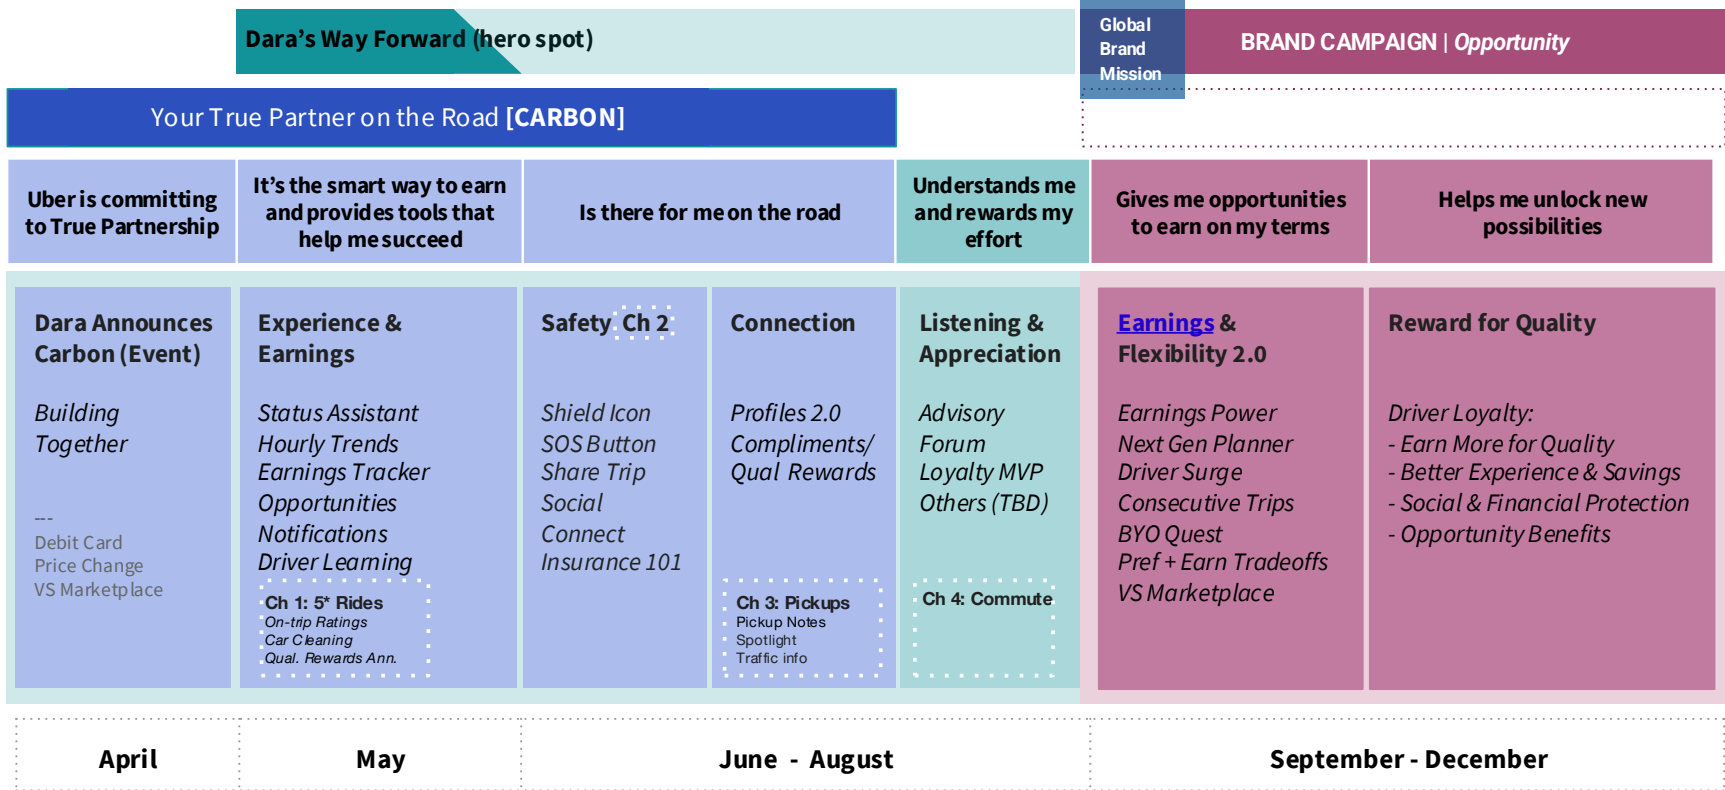 Dara's Way Forward (hero spot)
Global
Brand
Mission
BRAND CAMPAIGN | Opportunity
Your True Partner on the Road [CARBON]
Uber is committing
to True Partnership
It's the smart way to earn
and provides tools that
help me succeed
Is there for me on the road
Understands me
and rewards my
effort
Gives me opportunities
to earn on my terms
Helps me unlock new
possibilities
Dara Announces
Carbon (Event)
Building
Together
---
Debit Card
Price Change
VS Marketplace
Experience &
Earnings
Status Assistant
Hourly Trends
Earnings Tracker
Opportunities
Notifications
Driver Learning
Ch 1: 5* Rides
On-trip Ratings
Car Cleaning
Qual. Rewards Ann.
Safety Ch 2
Shield Icon
SOS Button
Share Trip
Social
Connect
Insurance 101
Connection
Profiles 2.0
Compliments/
Qual Rewards
Ch 3: Pickups
Pickup Notes
Spotlight
Traffic info
Listening &
Appreciation
Advisory
Forum
Loyalty MVP
Others (TBD)
Ch 4: Commute
Earnings &
Flexibility 2.0
Earnings Power
Next Gen Planner
Driver Surge
Consecutive Trips
BYO Quest
Pref + Earn Tradeoffs
VS Marketplace
Reward for Quality
Driver Loyalty:
- Earn More for Quality
- Better Experience & Savings
- Social & Financial Protection
- Opportunity Benefits
April
May
June - August
September - December